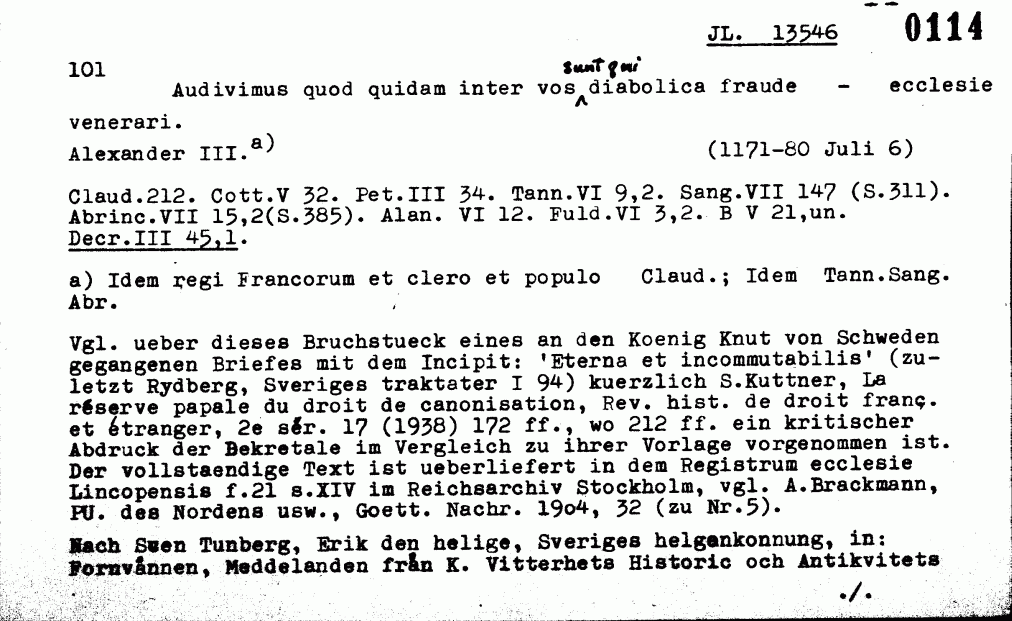 JL. 13546 0114
101
sunt qui
Audivimus quod quidam inter vos ^ diabolica fraude - ecclesie
venerari.
Alexander III.a) (1171-80 Juli 6)
Claud.212. Cott.V 32. Pet.III 34. Tann.VI 9,2. Sang.VII 147 (S.311).
Abrinc.VII 15,2(S.385). Alan. VI 12. Fuld.VI 3,2. B V 21,un.
Decr.III 45,1.
a) Idem regi Francorum et clero et populo Claud.; Idem Tann.Sang.
Abr.
Vgl. ueber dieses Bruchstueck eines an den Koenig Knut von Schweden
gegangenen Briefes mit dem Incipit: 'Eterna et incommutabilis' (zu-
letzt Rydberg, Sveriges traktater I 94) kuerzlich S.Kuttner, La
réserve papale du droit de canonisation, Rev. hist. de droit franç.
et étranger, 2e sér. 17 (1938) 172 ff., wo 212 ff. ein kritischer
Abdruck der Dekretale im Vergleich zu ihrer Vorlage vorgenommen ist.
Der vollstaendige Text ist ueberliefert in dem Registrum ecclesie
Lincopensis f.21 s.XIV im Reichsarchiv Stockholm, vgl. A.Brackmann,
PU. des Nordens usw., Goett. Nachr. 19o4, 32 (zu Nr.5).
Nach Swen Tunberg, Erik den helige, Sveriges helgenkonnung, in:
Fornvånnen, Meddelanden från K. Vitterhets Historic och Antikvitets
./.